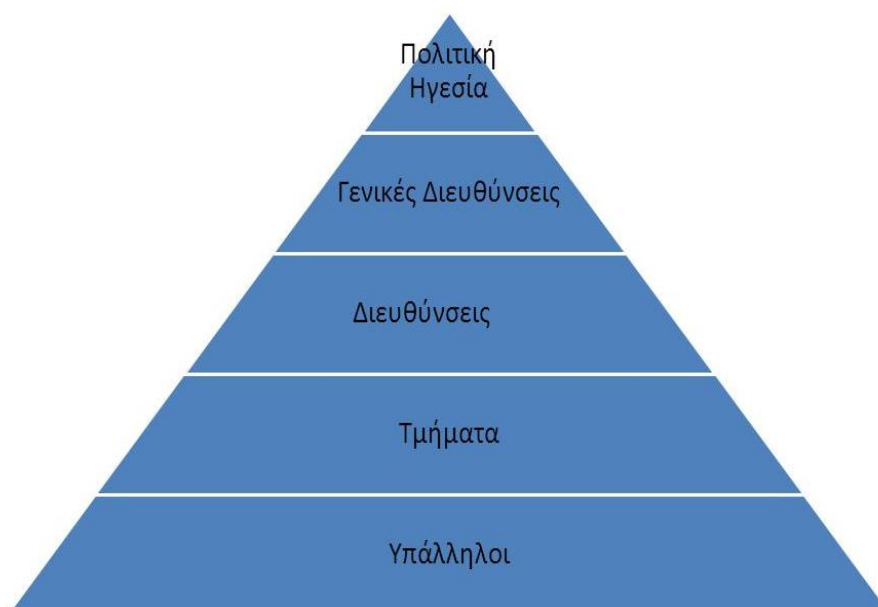 Πολιτική
Ηγεσία
Γενικές Διευθύνσεις
Διευθύνσεις
Τμήματα
Υπάλληλοι